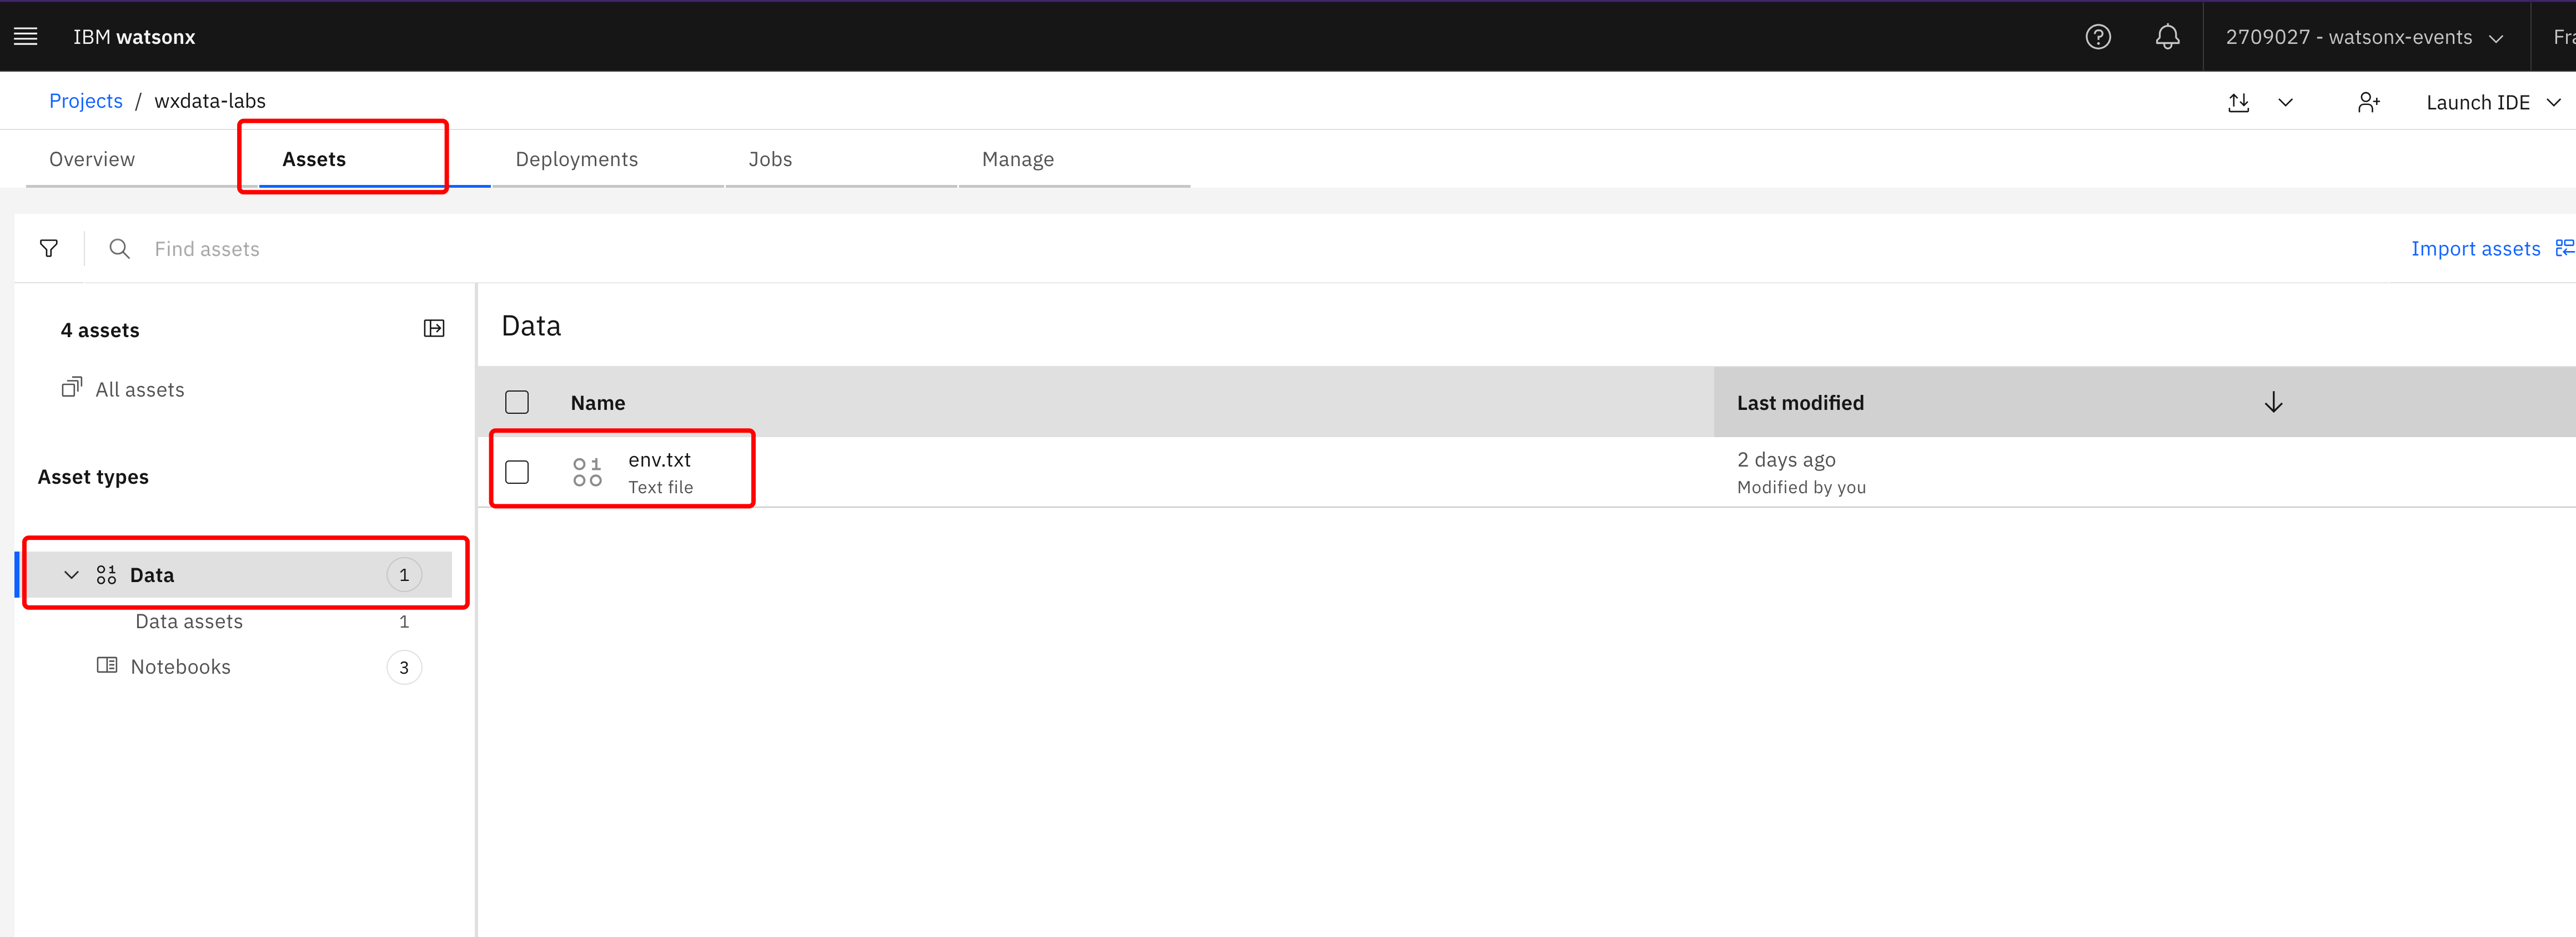 IBM watsonx
2709027 - watsonx-events
Projects / wxdata-labs
Launch IDE
Overview
Assets
Deployments
Jobs
Manage
Find assets
Import assets
4 assets
All assets
Asset types
Data 1
Data assets 1
Notebooks 3
Data
Name
Last modified
env.txt
Text file
2 days ago
Modified by you